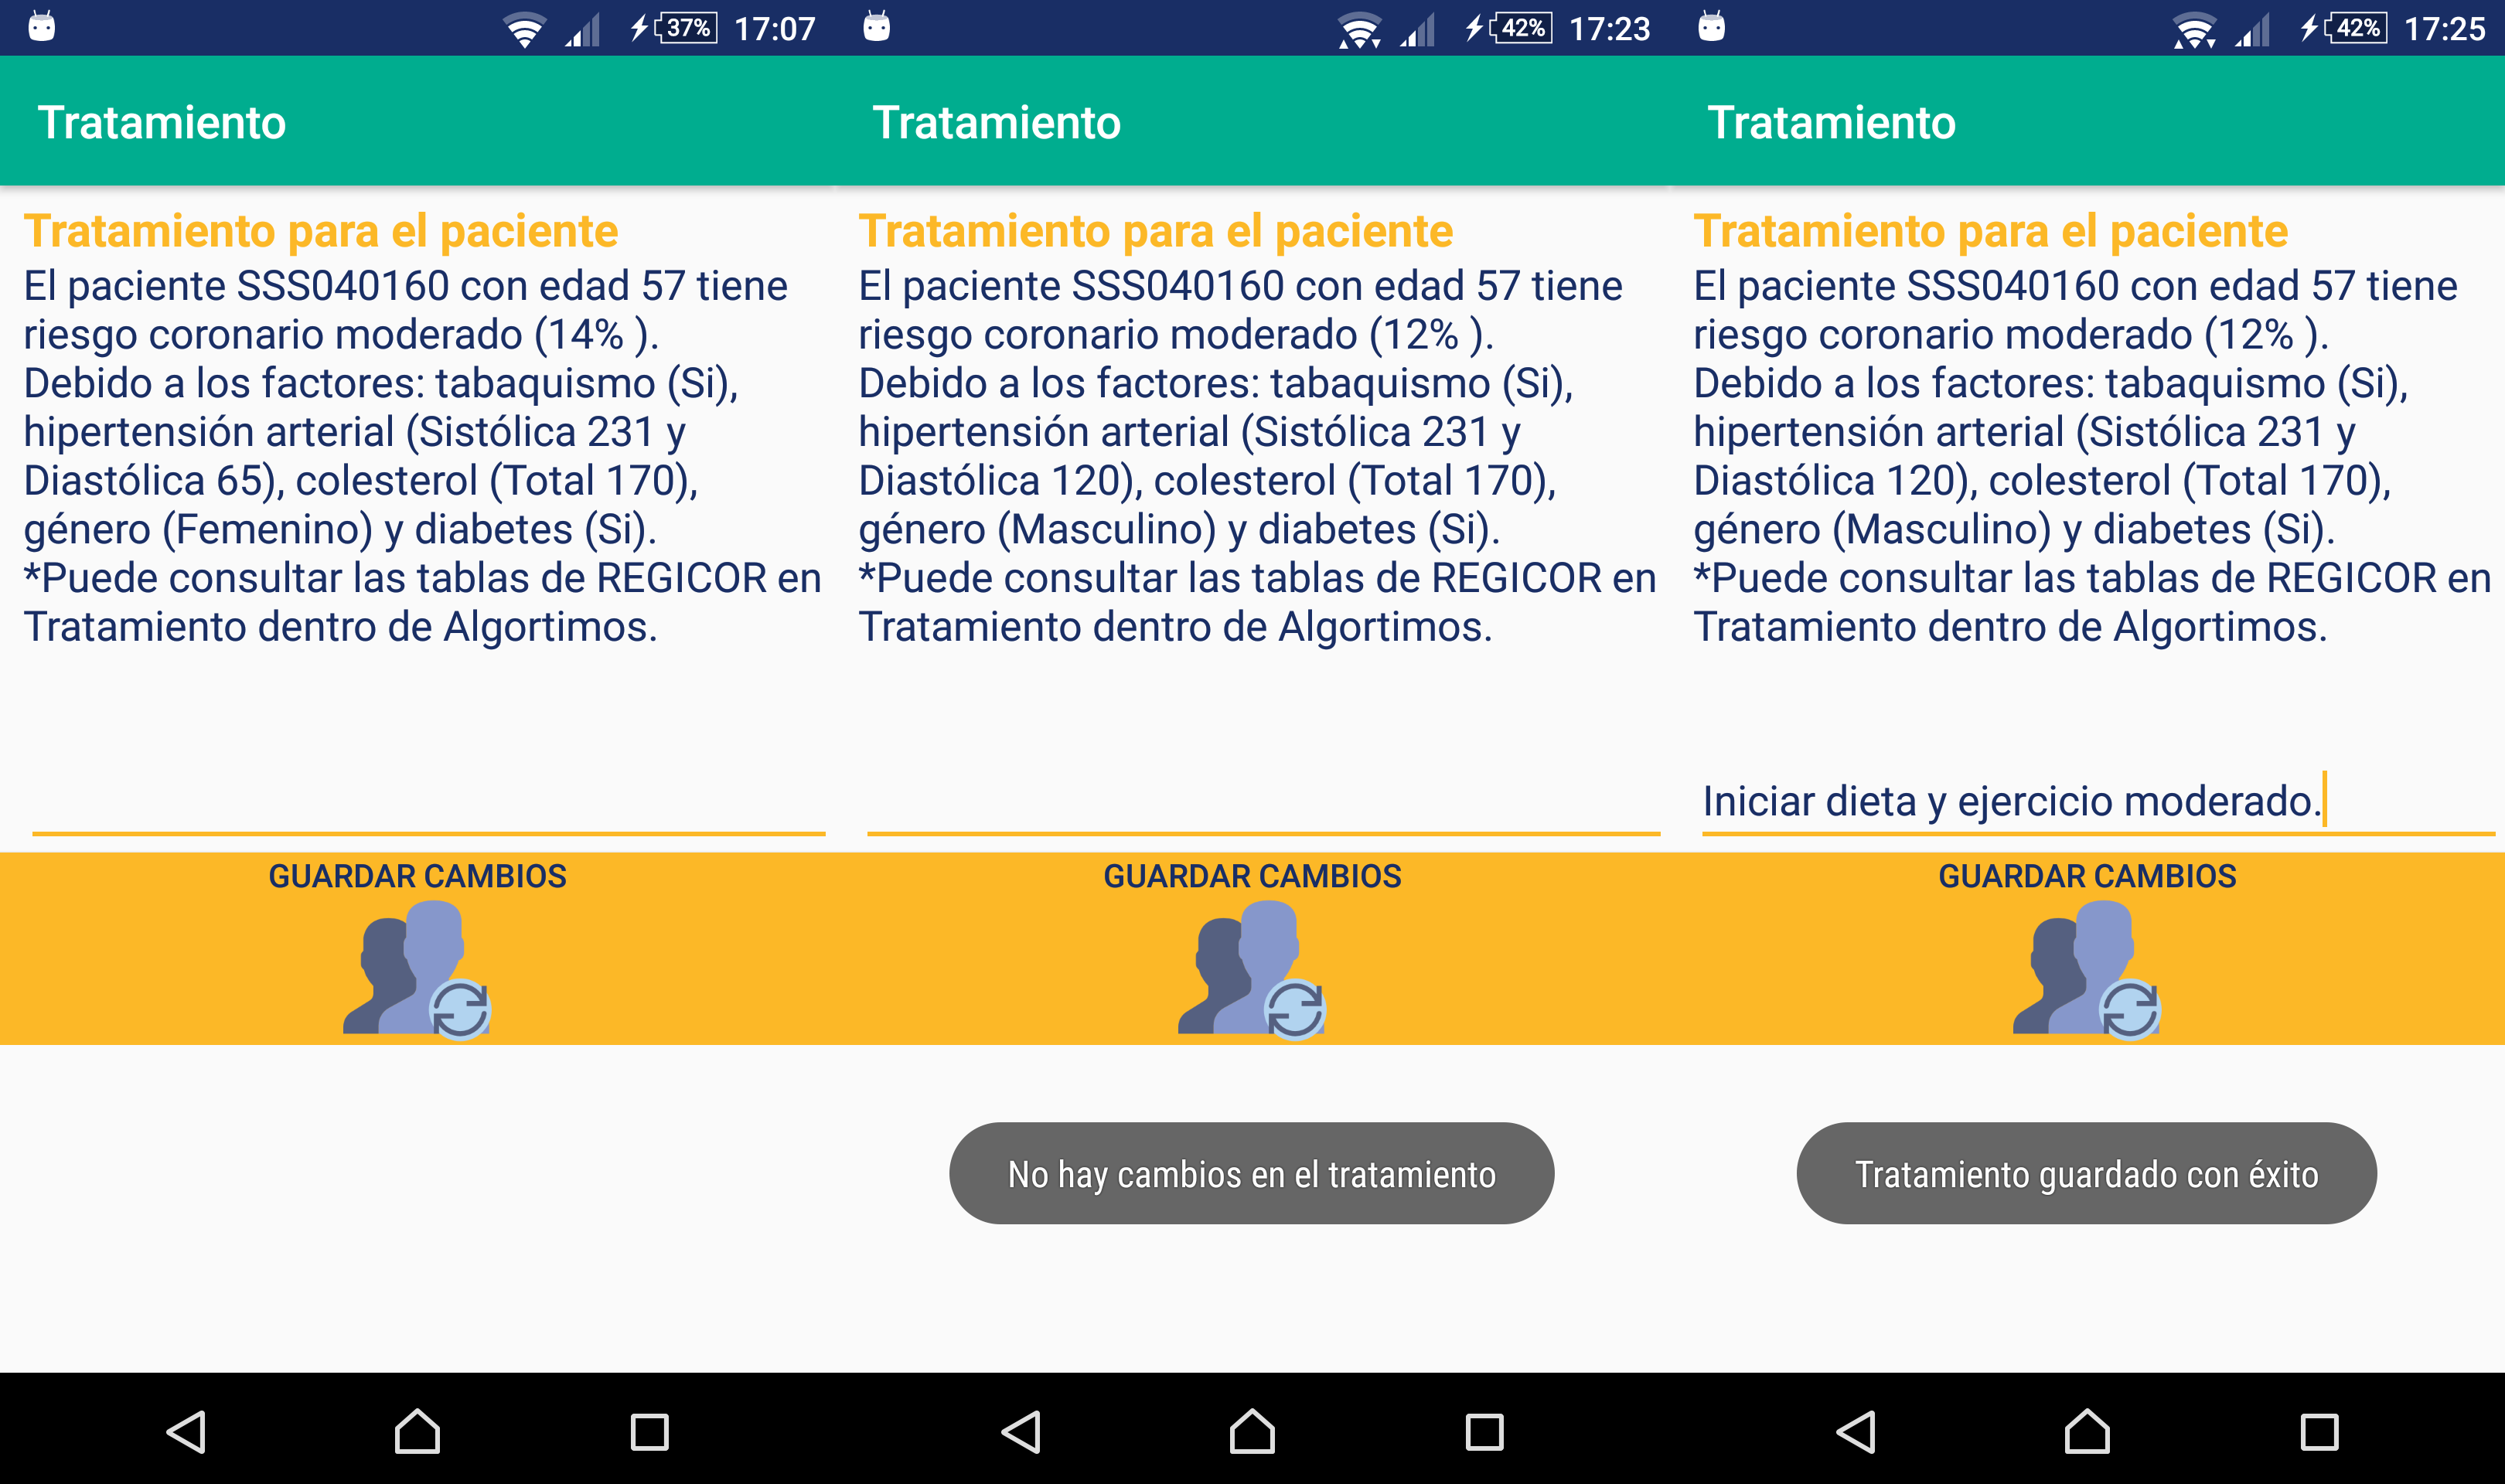 37% 17:07
Tratamiento
Tratamiento para el paciente
El paciente SSS040160 con edad 57 tiene
riesgo coronario moderado (14% ).
Debido a los factores: tabaquismo (Si),
hipertensión arterial (Sistólica 231 y
Diastólica 65), colesterol (Total 170),
género (Femenino) y diabetes (Si).
*Puede consultar las tablas de REGICOR en
Tratamiento dentro de Algortimos.
GUARDAR CAMBIOS
42% 17:23
Tratamiento
Tratamiento para el paciente
El paciente SSS040160 con edad 57 tiene
riesgo coronario moderado (12% ).
Debido a los factores: tabaquismo (Si),
hipertensión arterial (Sistólica 231 y
Diastólica 120), colesterol (Total 170),
género (Masculino) y diabetes (Si).
*Puede consultar las tablas de REGICOR en
Tratamiento dentro de Algortimos.
GUARDAR CAMBIOS
No hay cambios en el tratamiento
42% 17:25
Tratamiento
Tratamiento para el paciente
El paciente SSS040160 con edad 57 tiene
riesgo coronario moderado (12% ).
Debido a los factores: tabaquismo (Si),
hipertensión arterial (Sistólica 231 y
Diastólica 120), colesterol (Total 170),
género (Masculino) y diabetes (Si).
*Puede consultar las tablas de REGICOR en
Tratamiento dentro de Algortimos.
Iniciar dieta y ejercicio moderado.
GUARDAR CAMBIOS
Tratamiento guardado con éxito